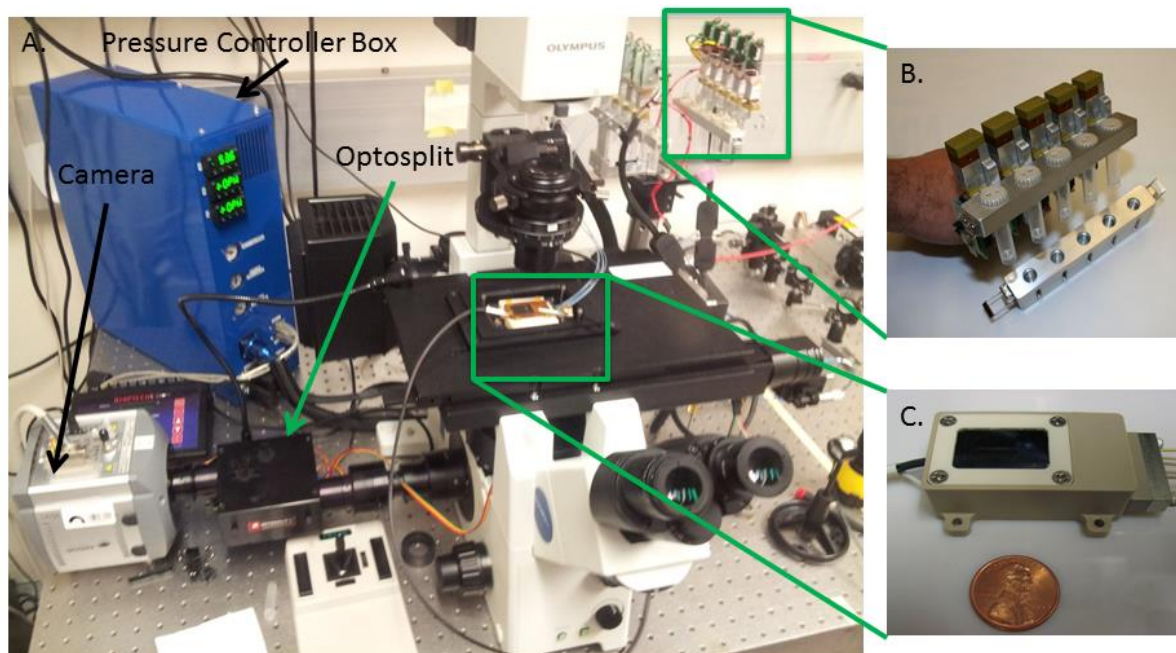 A. Pressure Controller Box
OLYMPUS
Optosplit
Camera
B.
C.